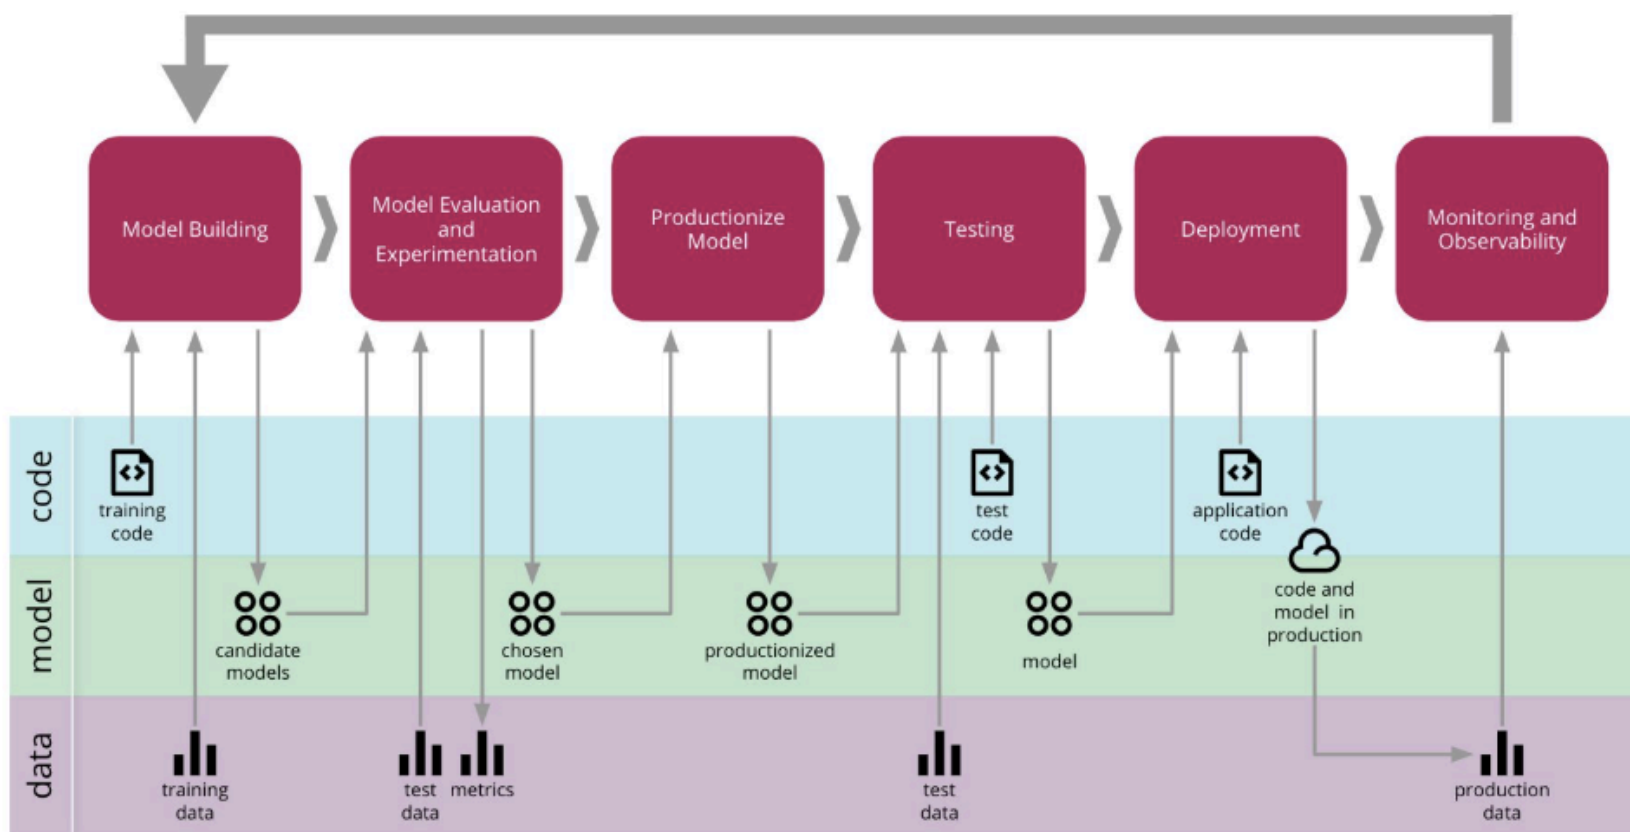 Model Building
Model Evaluation
and
Experimentation
Productionize
Model
Testing
Deployment
Monitoring and
Observability
code
training
code
test
code
application
code
model
candidate
models
chosen
model
productionized
model
model
code and
model in
production
data
training
data
test
data
metrics
test
data
production
data